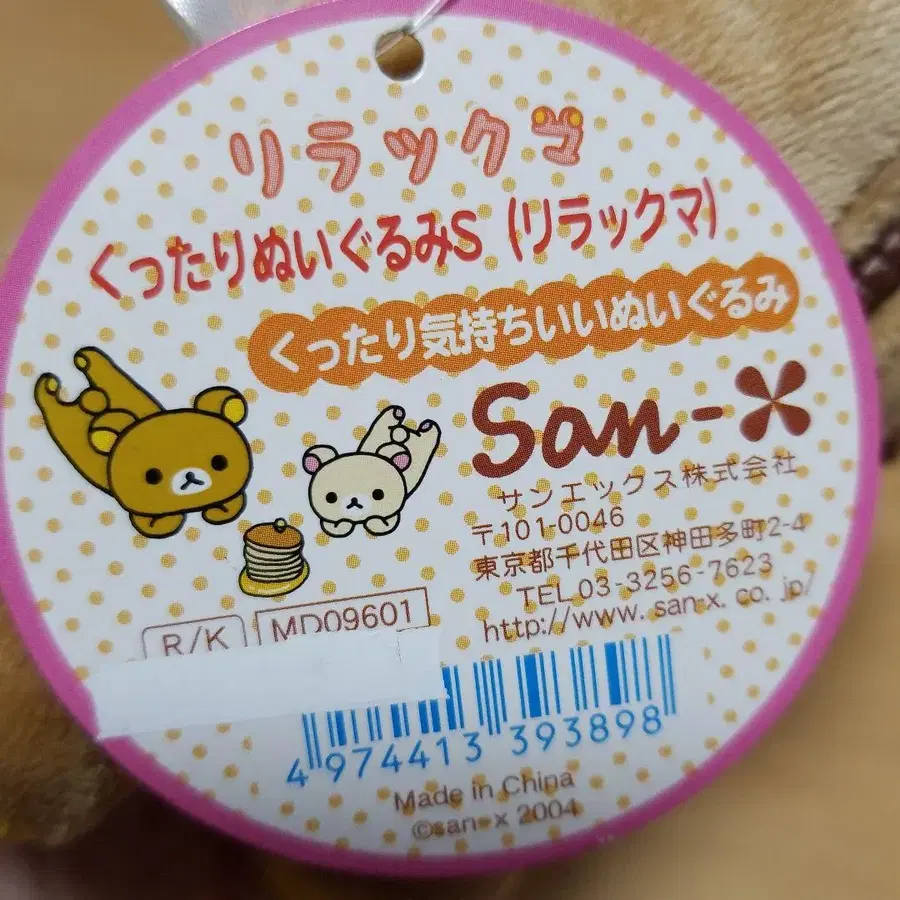 リラックマ
くったりぬいぐるみS (リラックマ)
くったり気持ちいいぬいぐるみ
San-X
サンエックス株式会社
〒101-0046
東京都千代田区神田多町2-4
TEL03-3256-7623
http://www.san-x.co.jp/
R/K MD09601
4 974413 393898
Made in China
©san-x 2004